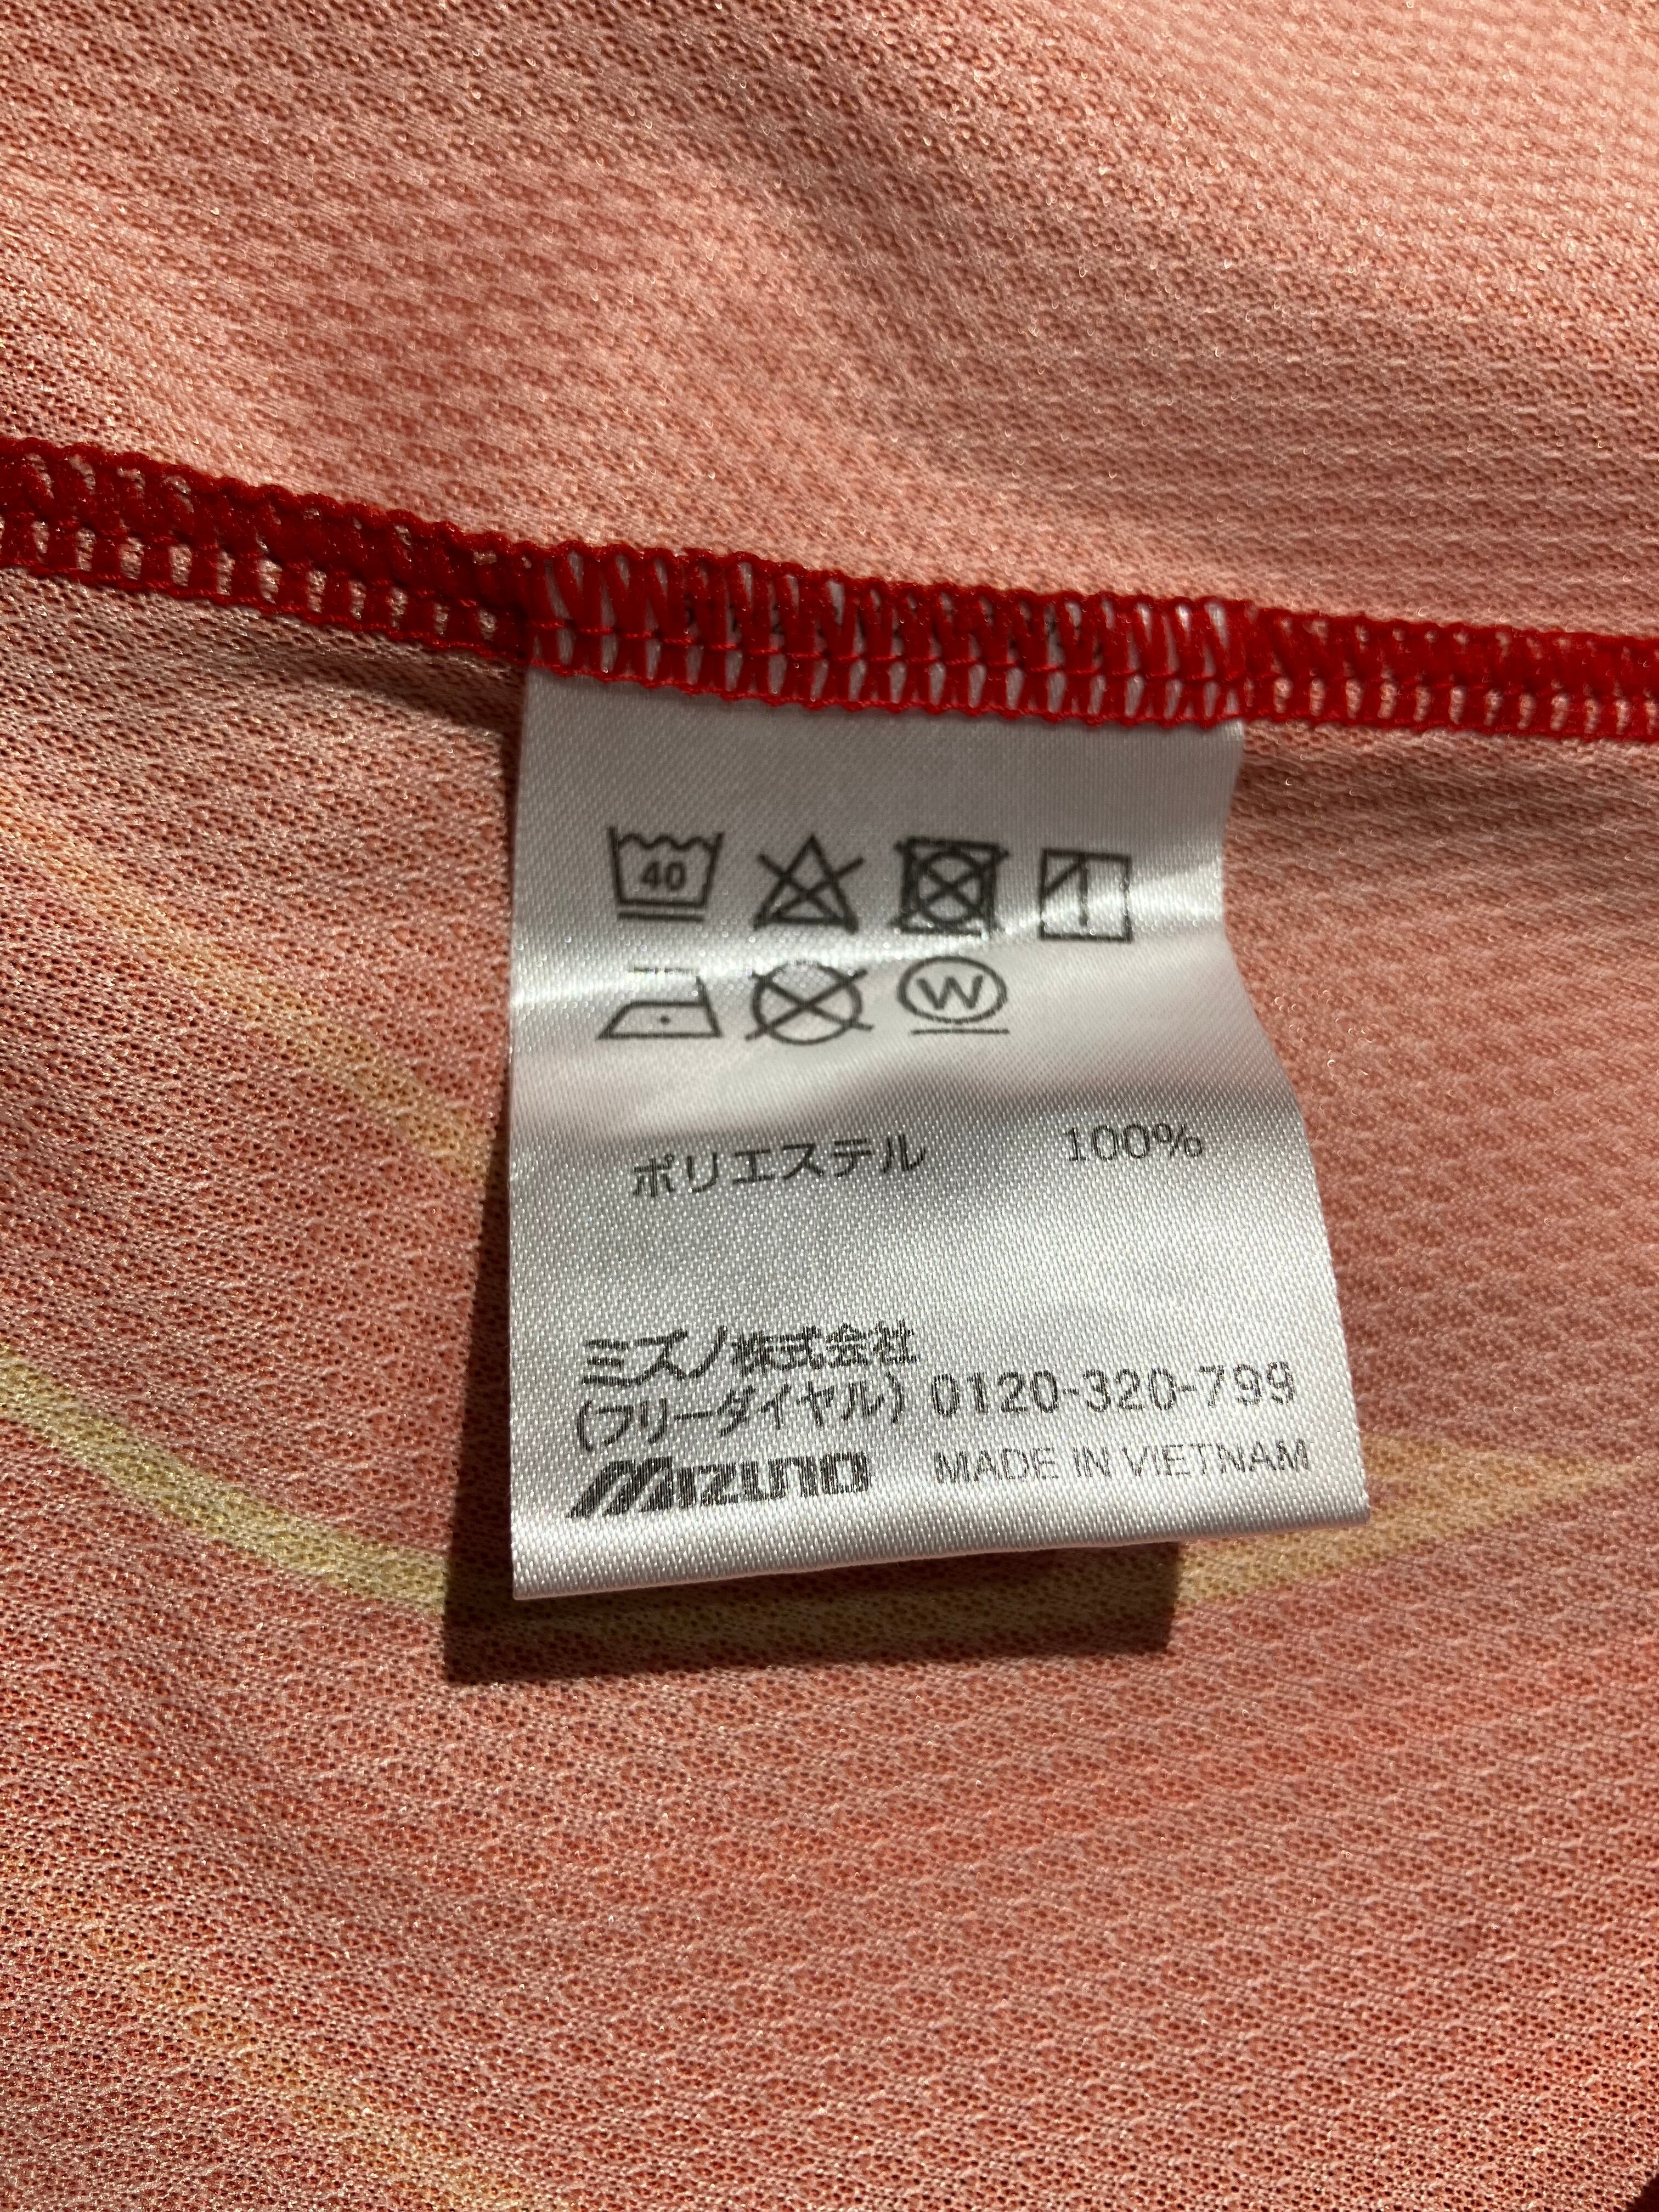 40
W
ポリエステル 100%
ミズノ株式会社
(フリーダイヤル) 0120-320-799
MIZUNO MADE IN VIETNAM